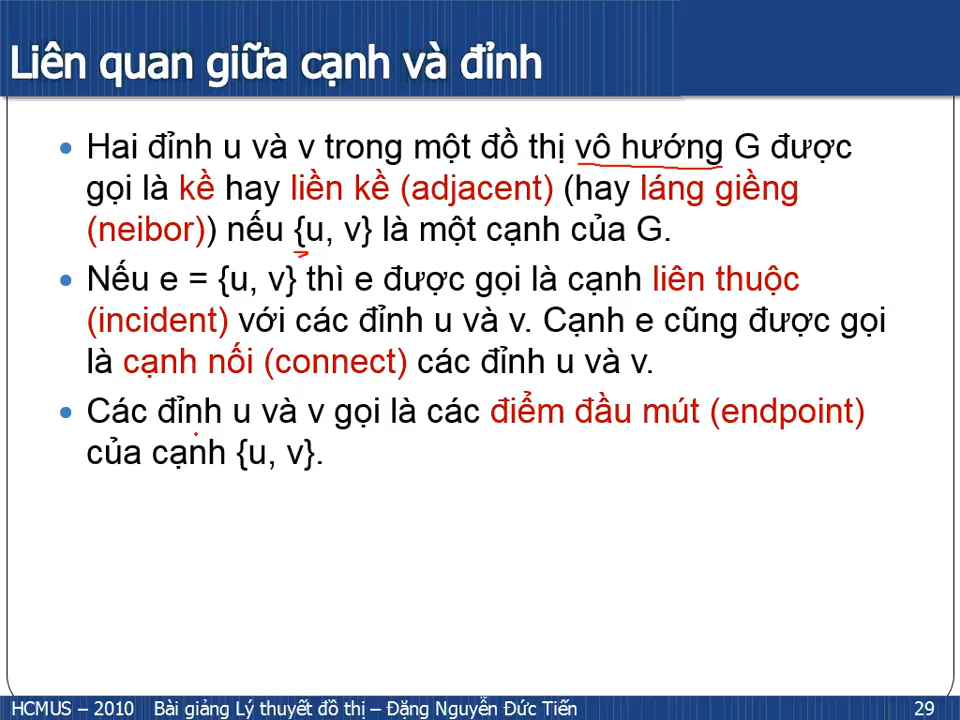 Liên quan giữa cạnh và đỉnh
• Hai đỉnh u và v trong một đồ thị vô hướng G được
gọi là kề hay liền kề (adjacent) (hay láng giềng
(neibor)) nếu {u, v} là một cạnh của G.
• Nếu e = {u, v} thì e được gọi là cạnh liên thuộc
(incident) với các đỉnh u và v. Cạnh e cũng được gọi
là cạnh nối (connect) các đỉnh u và v.
• Các đỉnh u và v gọi là các điểm đầu mút (endpoint)
của cạnh {u, v}.
HCMUS – 2010 Bài giảng Lý thuyết đồ thị – Đặng Nguyễn Đức Tiến 29